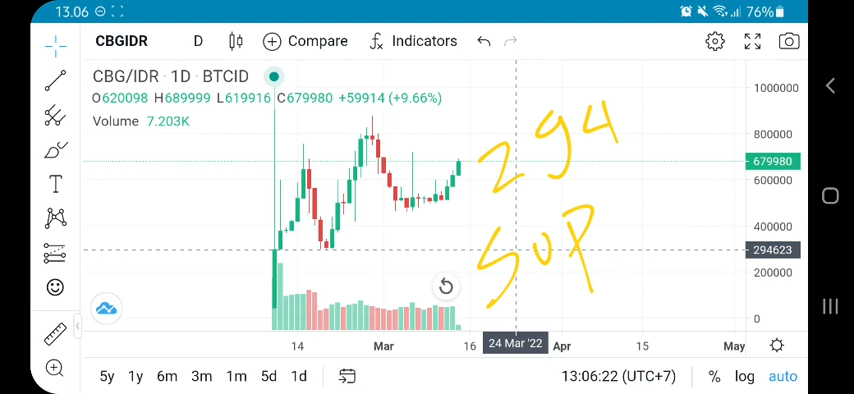 13.06 76%
CBGIDR D Compare Indicators
CBG/IDR · 1D · BTCID
O620098 H689999 L619916 C679980 +59914 (+9.66%)
Volume 7.203K
1000000
800000
679980
600000
400000
294623
200000
0
294
507
14 Mar 16 24 Mar '22 Apr 15 May
5y 1y 6m 3m 1m 5d 1d 13:06:22 (UTC+7) % log auto